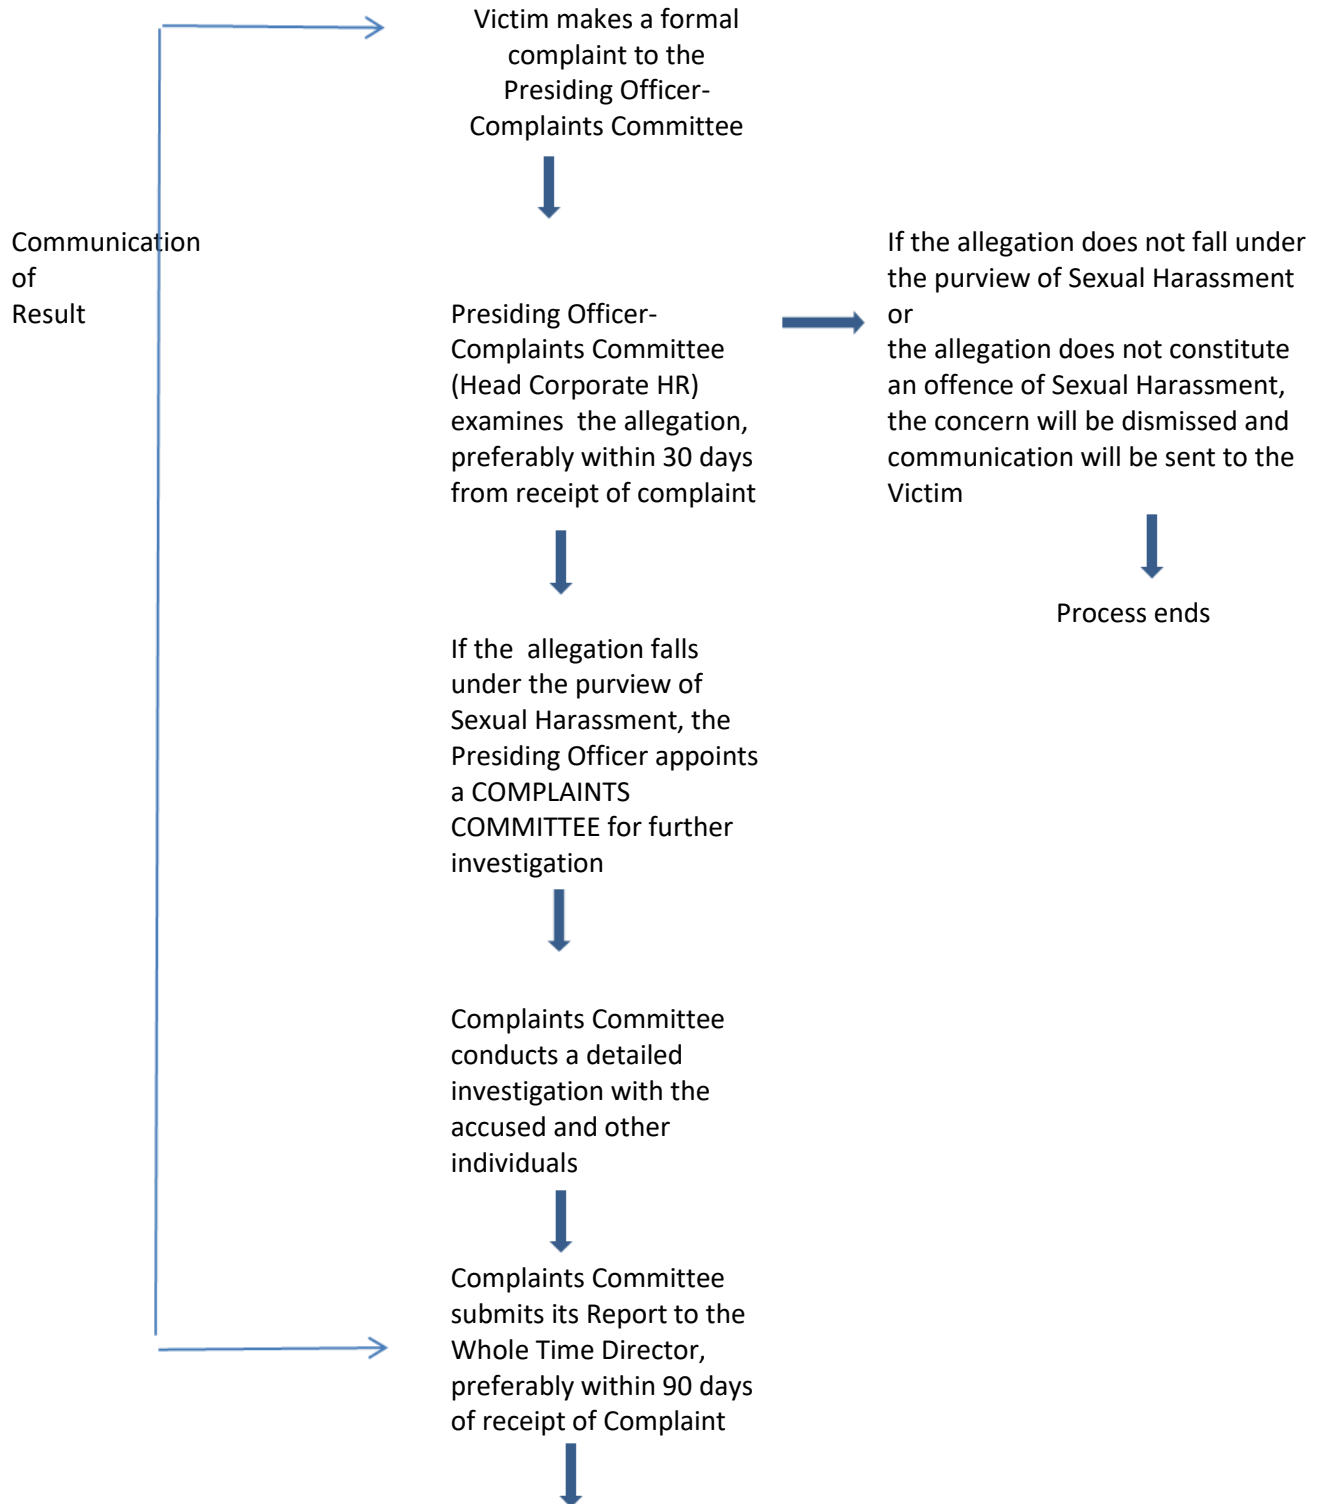 Victim makes a formal
complaint to the
Presiding Officer-
Complaints Committee
Communication
of
Result
Presiding Officer-
Complaints Committee
(Head Corporate HR)
examines  the allegation,
preferably within 30 days
from receipt of complaint
If the allegation does not fall under
the purview of Sexual Harassment
or
the allegation does not constitute
an offence of Sexual Harassment,
the concern will be dismissed and
communication will be sent to the
Victim
Process ends
If the  allegation falls
under the purview of
Sexual Harassment, the
Presiding Officer appoints
a COMPLAINTS
COMMITTEE for further
investigation
Complaints Committee
conducts a detailed
investigation with the
accused and other
individuals
Complaints Committee
submits its Report to the
Whole Time Director,
preferably within 90 days
of receipt of Complaint